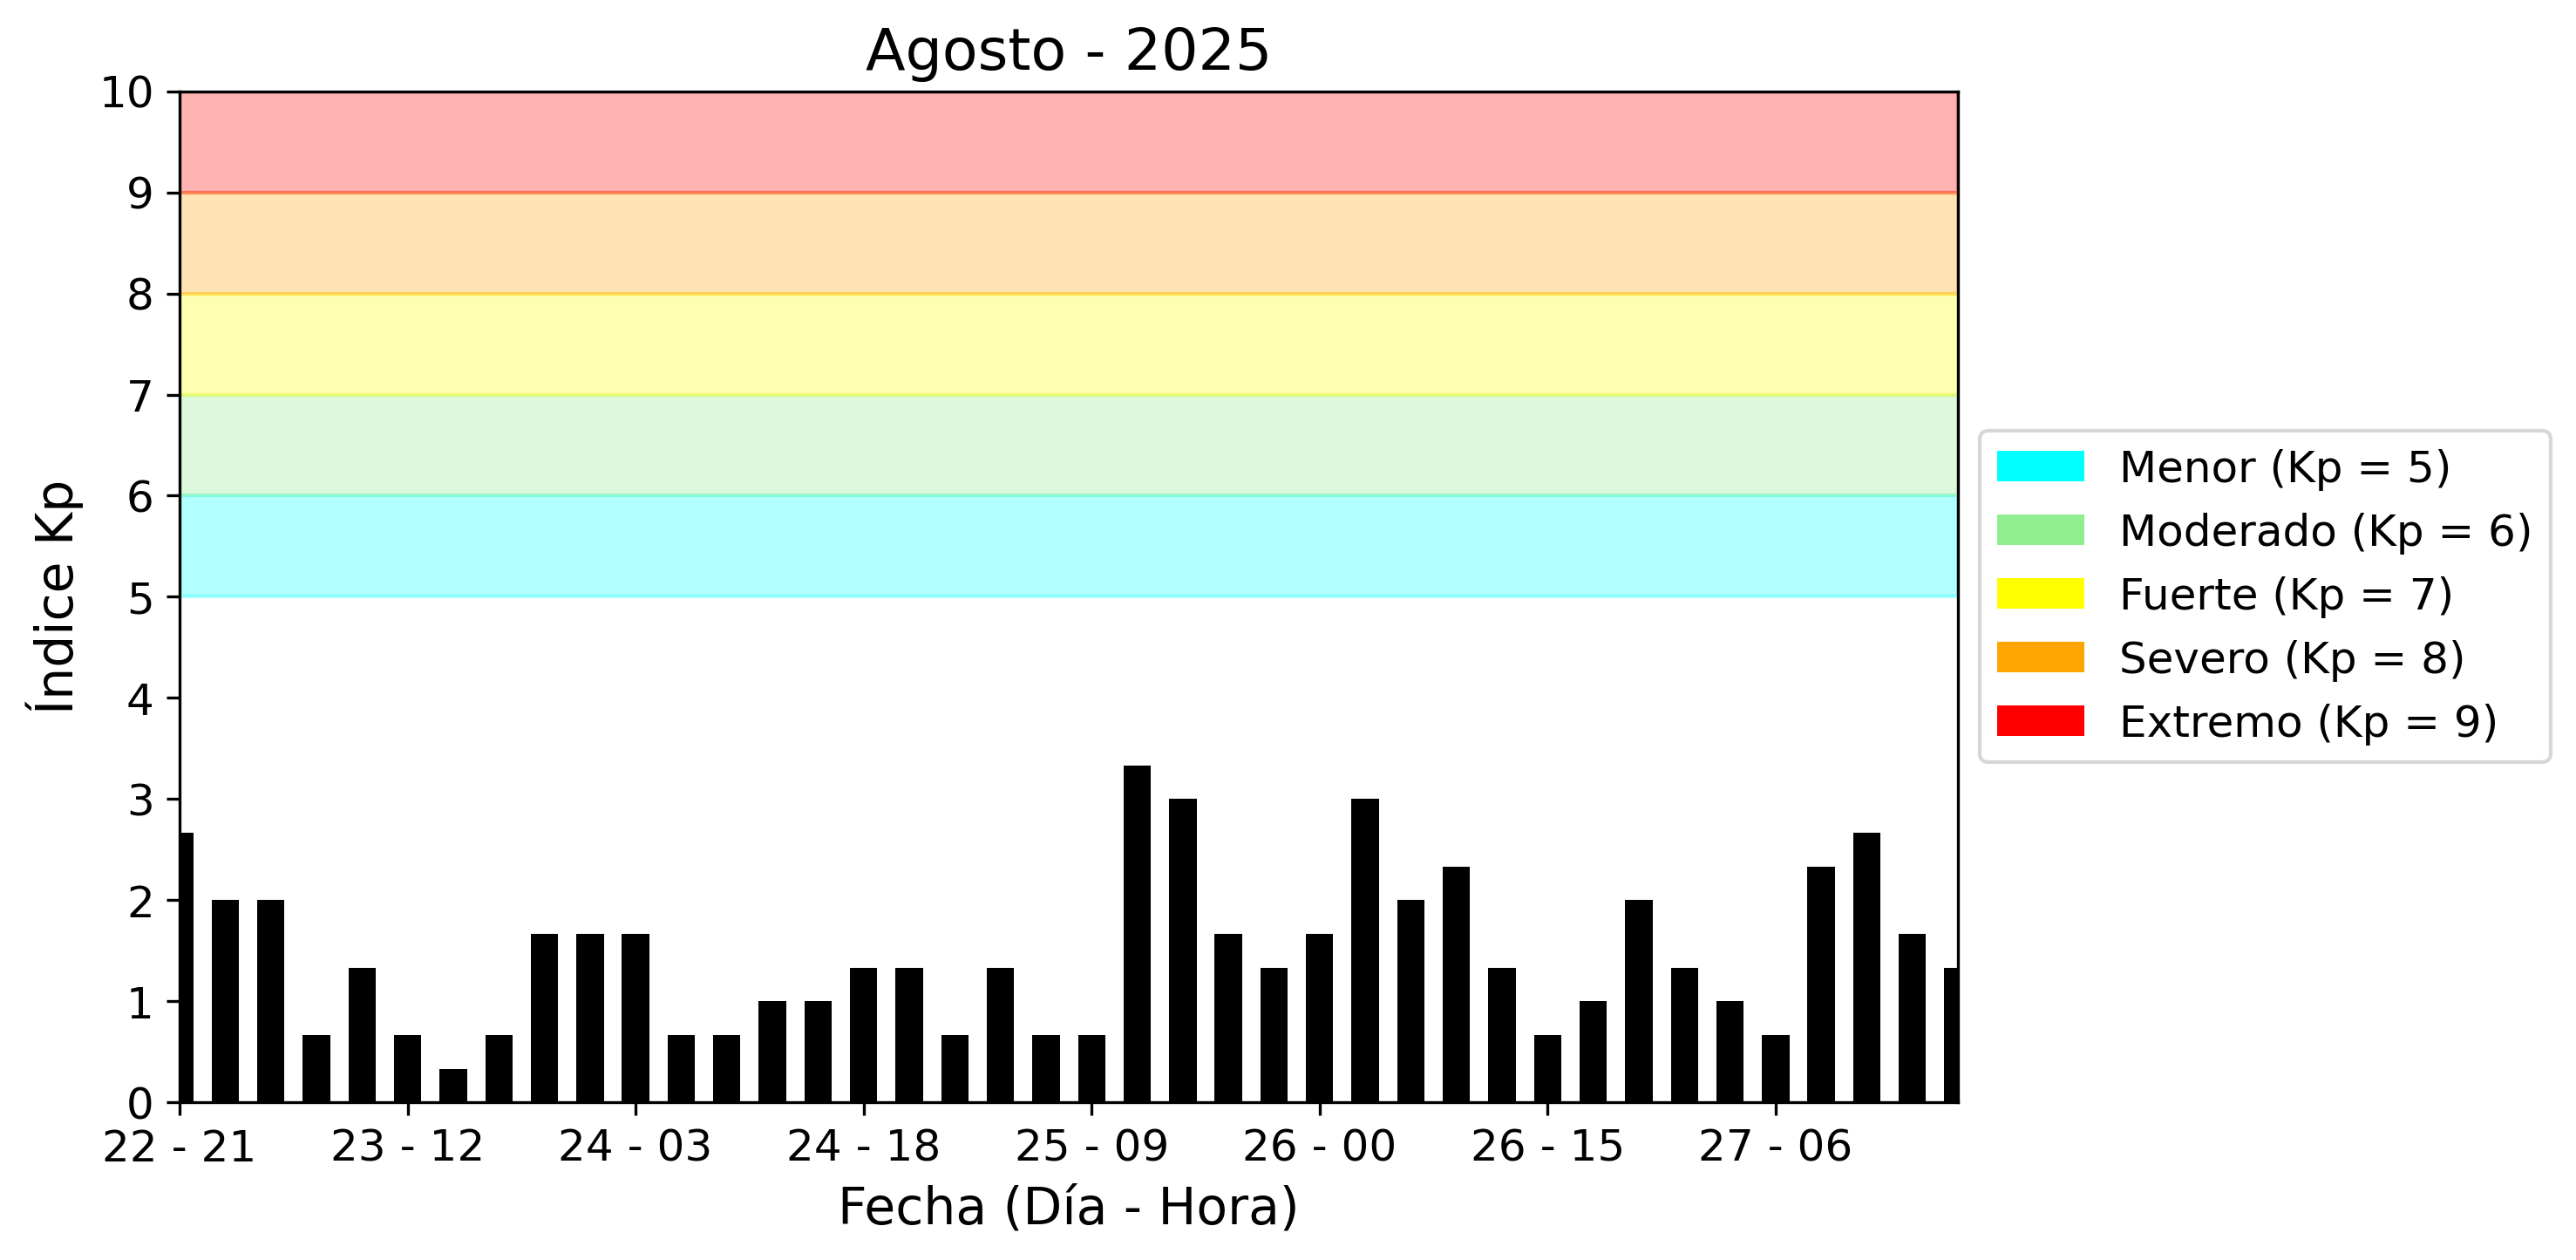 Agosto - 2025
Índice Kp
10
9
8
7
6
5
4
3
2
1
0
22 - 21 23 - 12 24 - 03 24 - 18 25 - 09 26 - 00 26 - 15 27 - 06
Fecha (Día - Hora)
Menor (Kp = 5)
Moderado (Kp = 6)
Fuerte (Kp = 7)
Severo (Kp = 8)
Extremo (Kp = 9)